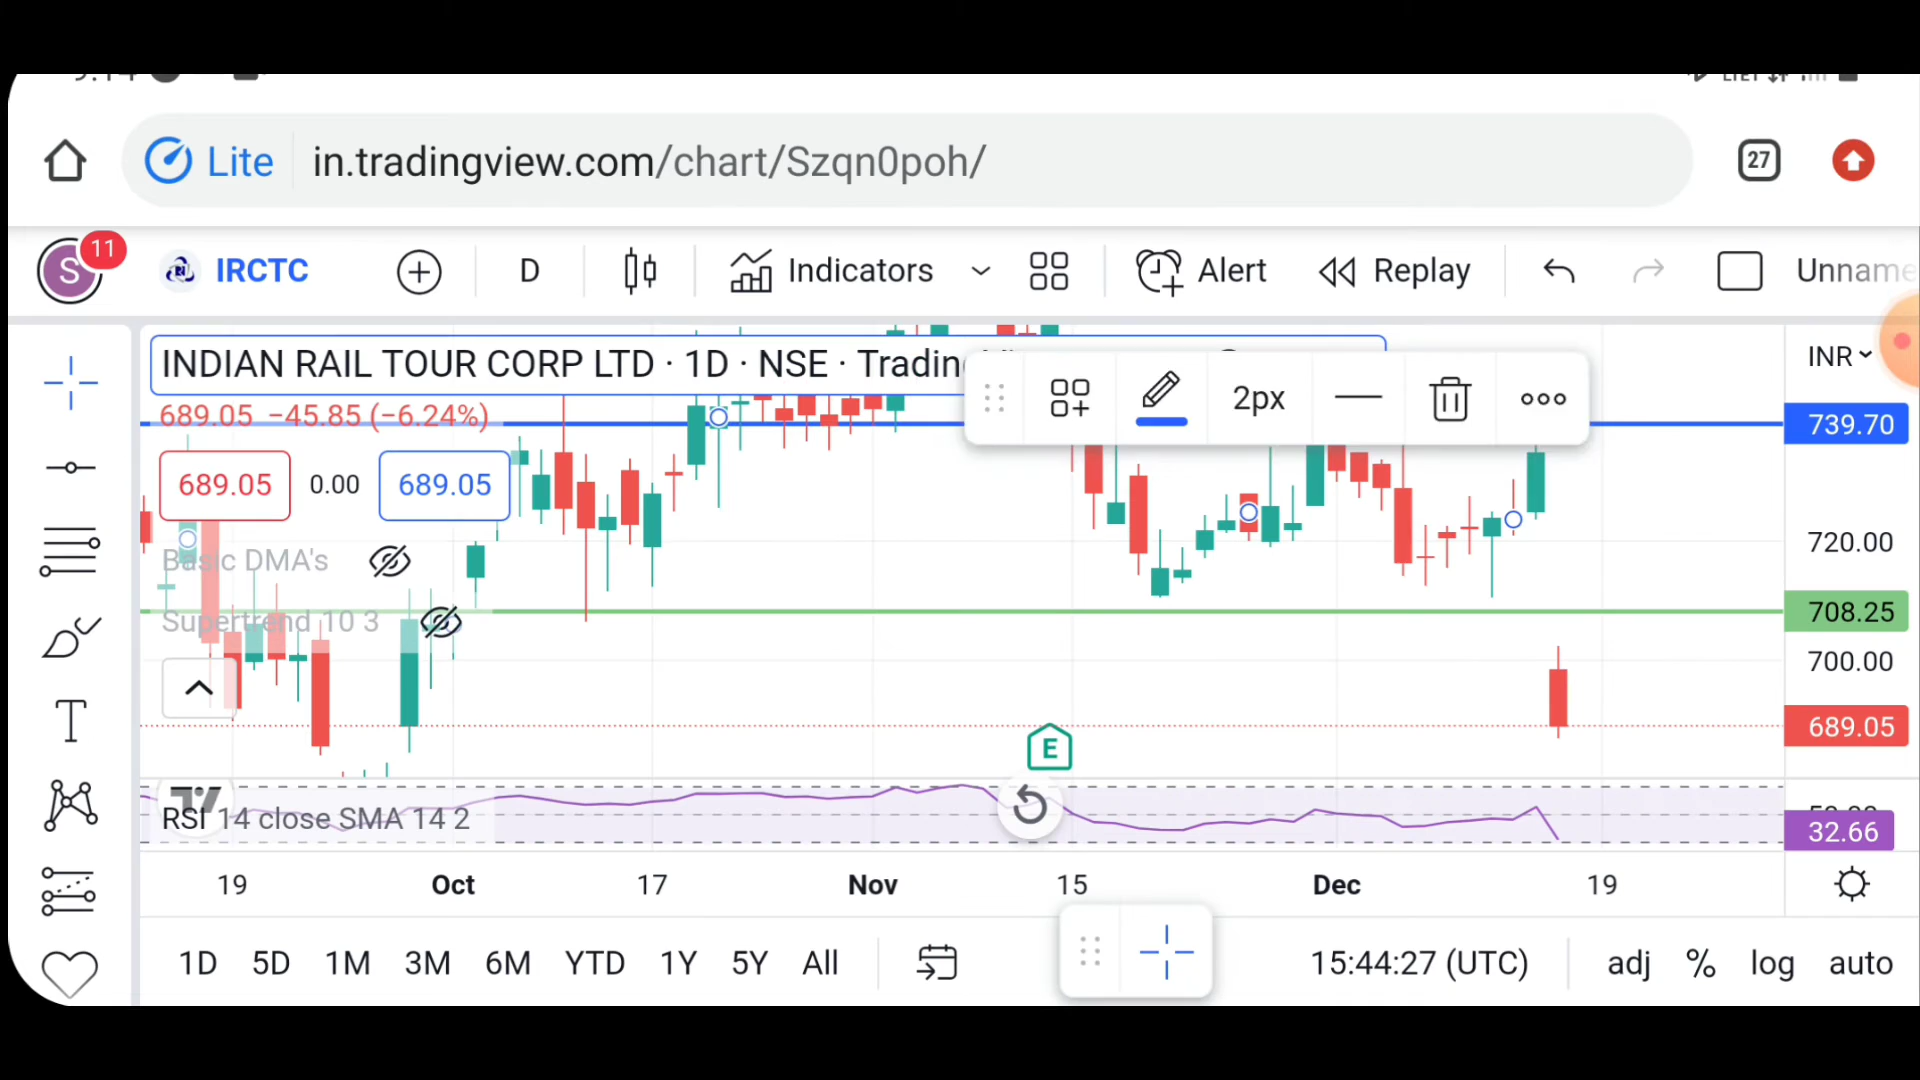 Lite in.tradingview.com/chart/Szqn0poh/ 27
S 11 IRCTC D Indicators Alert Replay Unname
INDIAN RAIL TOUR CORP LTD · 1D · NSE ·
INR
2px
689.05 −45.85 (−6.24%)
739.70
689.05 0.00 689.05
720.00
Basic DMA's
Supertrend 10 3
708.25
700.00
689.05
E
RSI 14 close SMA 14 2
32.66
19 Oct 17 Nov 15 Dec 19
1D 5D 1M 3M 6M YTD 1Y 5Y All 15:44:27 (UTC) adj % log auto